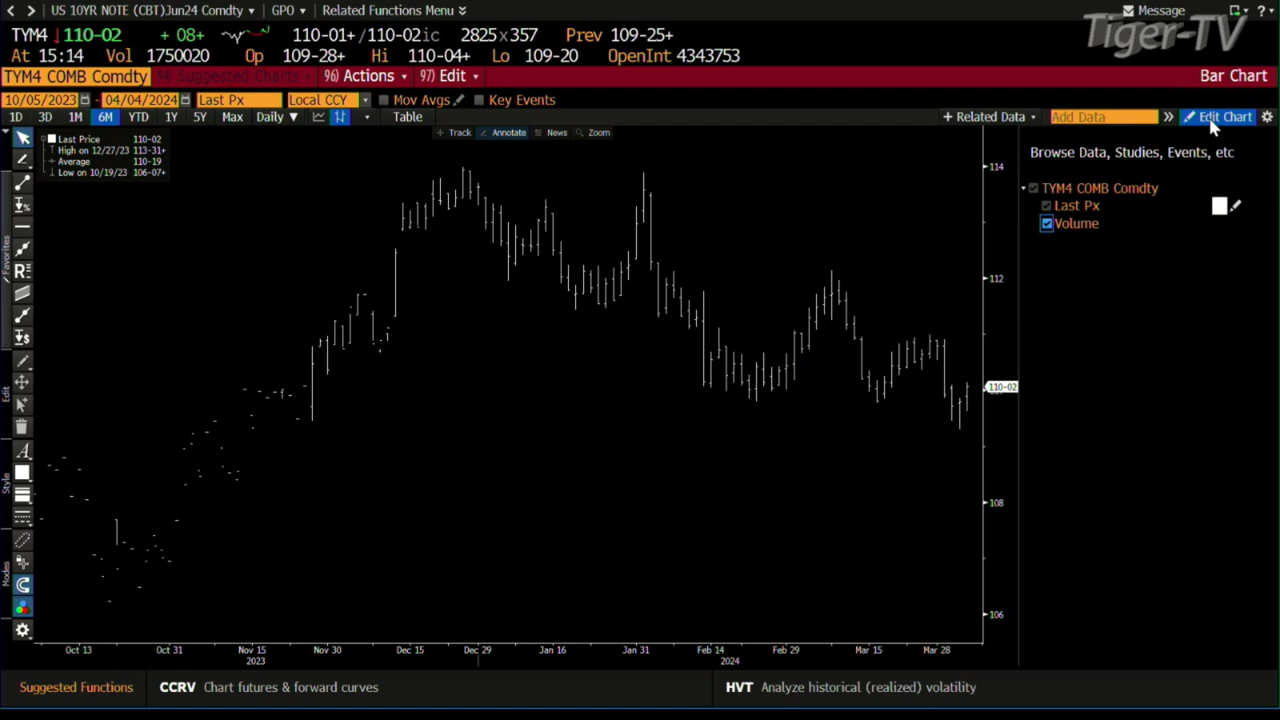 US 10YR NOTE (CBT)Jun24 Comdty GPO Related Functions Menu Message ?
Tiger-TV
TYM4 110-02 + 08+ 110-01+/110-02ic 2825x357 Prev 109-25+
At 15:14 Vol 1750020 Op 109-28+ Hi 110-04+ Lo 109-20 OpenInt 4343753
TYM4 COMB Comdty 94) Suggested Charts 96) Actions 97) Edit Bar Chart
10/05/2023 - 04/04/2024 Last Px Local CCY Mov Avgs Key Events
1D 3D 1M 6M YTD 1Y 5Y Max Daily Table + Related Data Add Data Edit Chart
Track Annotate News Zoom
Last Price 110-02
High on 12/27/23 113-31+
Average 110-19
Low on 10/19/23 106-07+
Browse Data, Studies, Events, etc
TYM4 COMB Comdty
Last Px
Volume
Favorites
Edit
Style
Modes
114
112
110-02
108
106
Oct 13 Oct 31 Nov 15 Nov 30 Dec 15 Dec 29 Jan 16 Jan 31 Feb 14 Feb 29 Mar 15 Mar 28
2023 2024
Suggested Functions CCRV Chart futures & forward curves HVT Analyze historical (realized) volatility